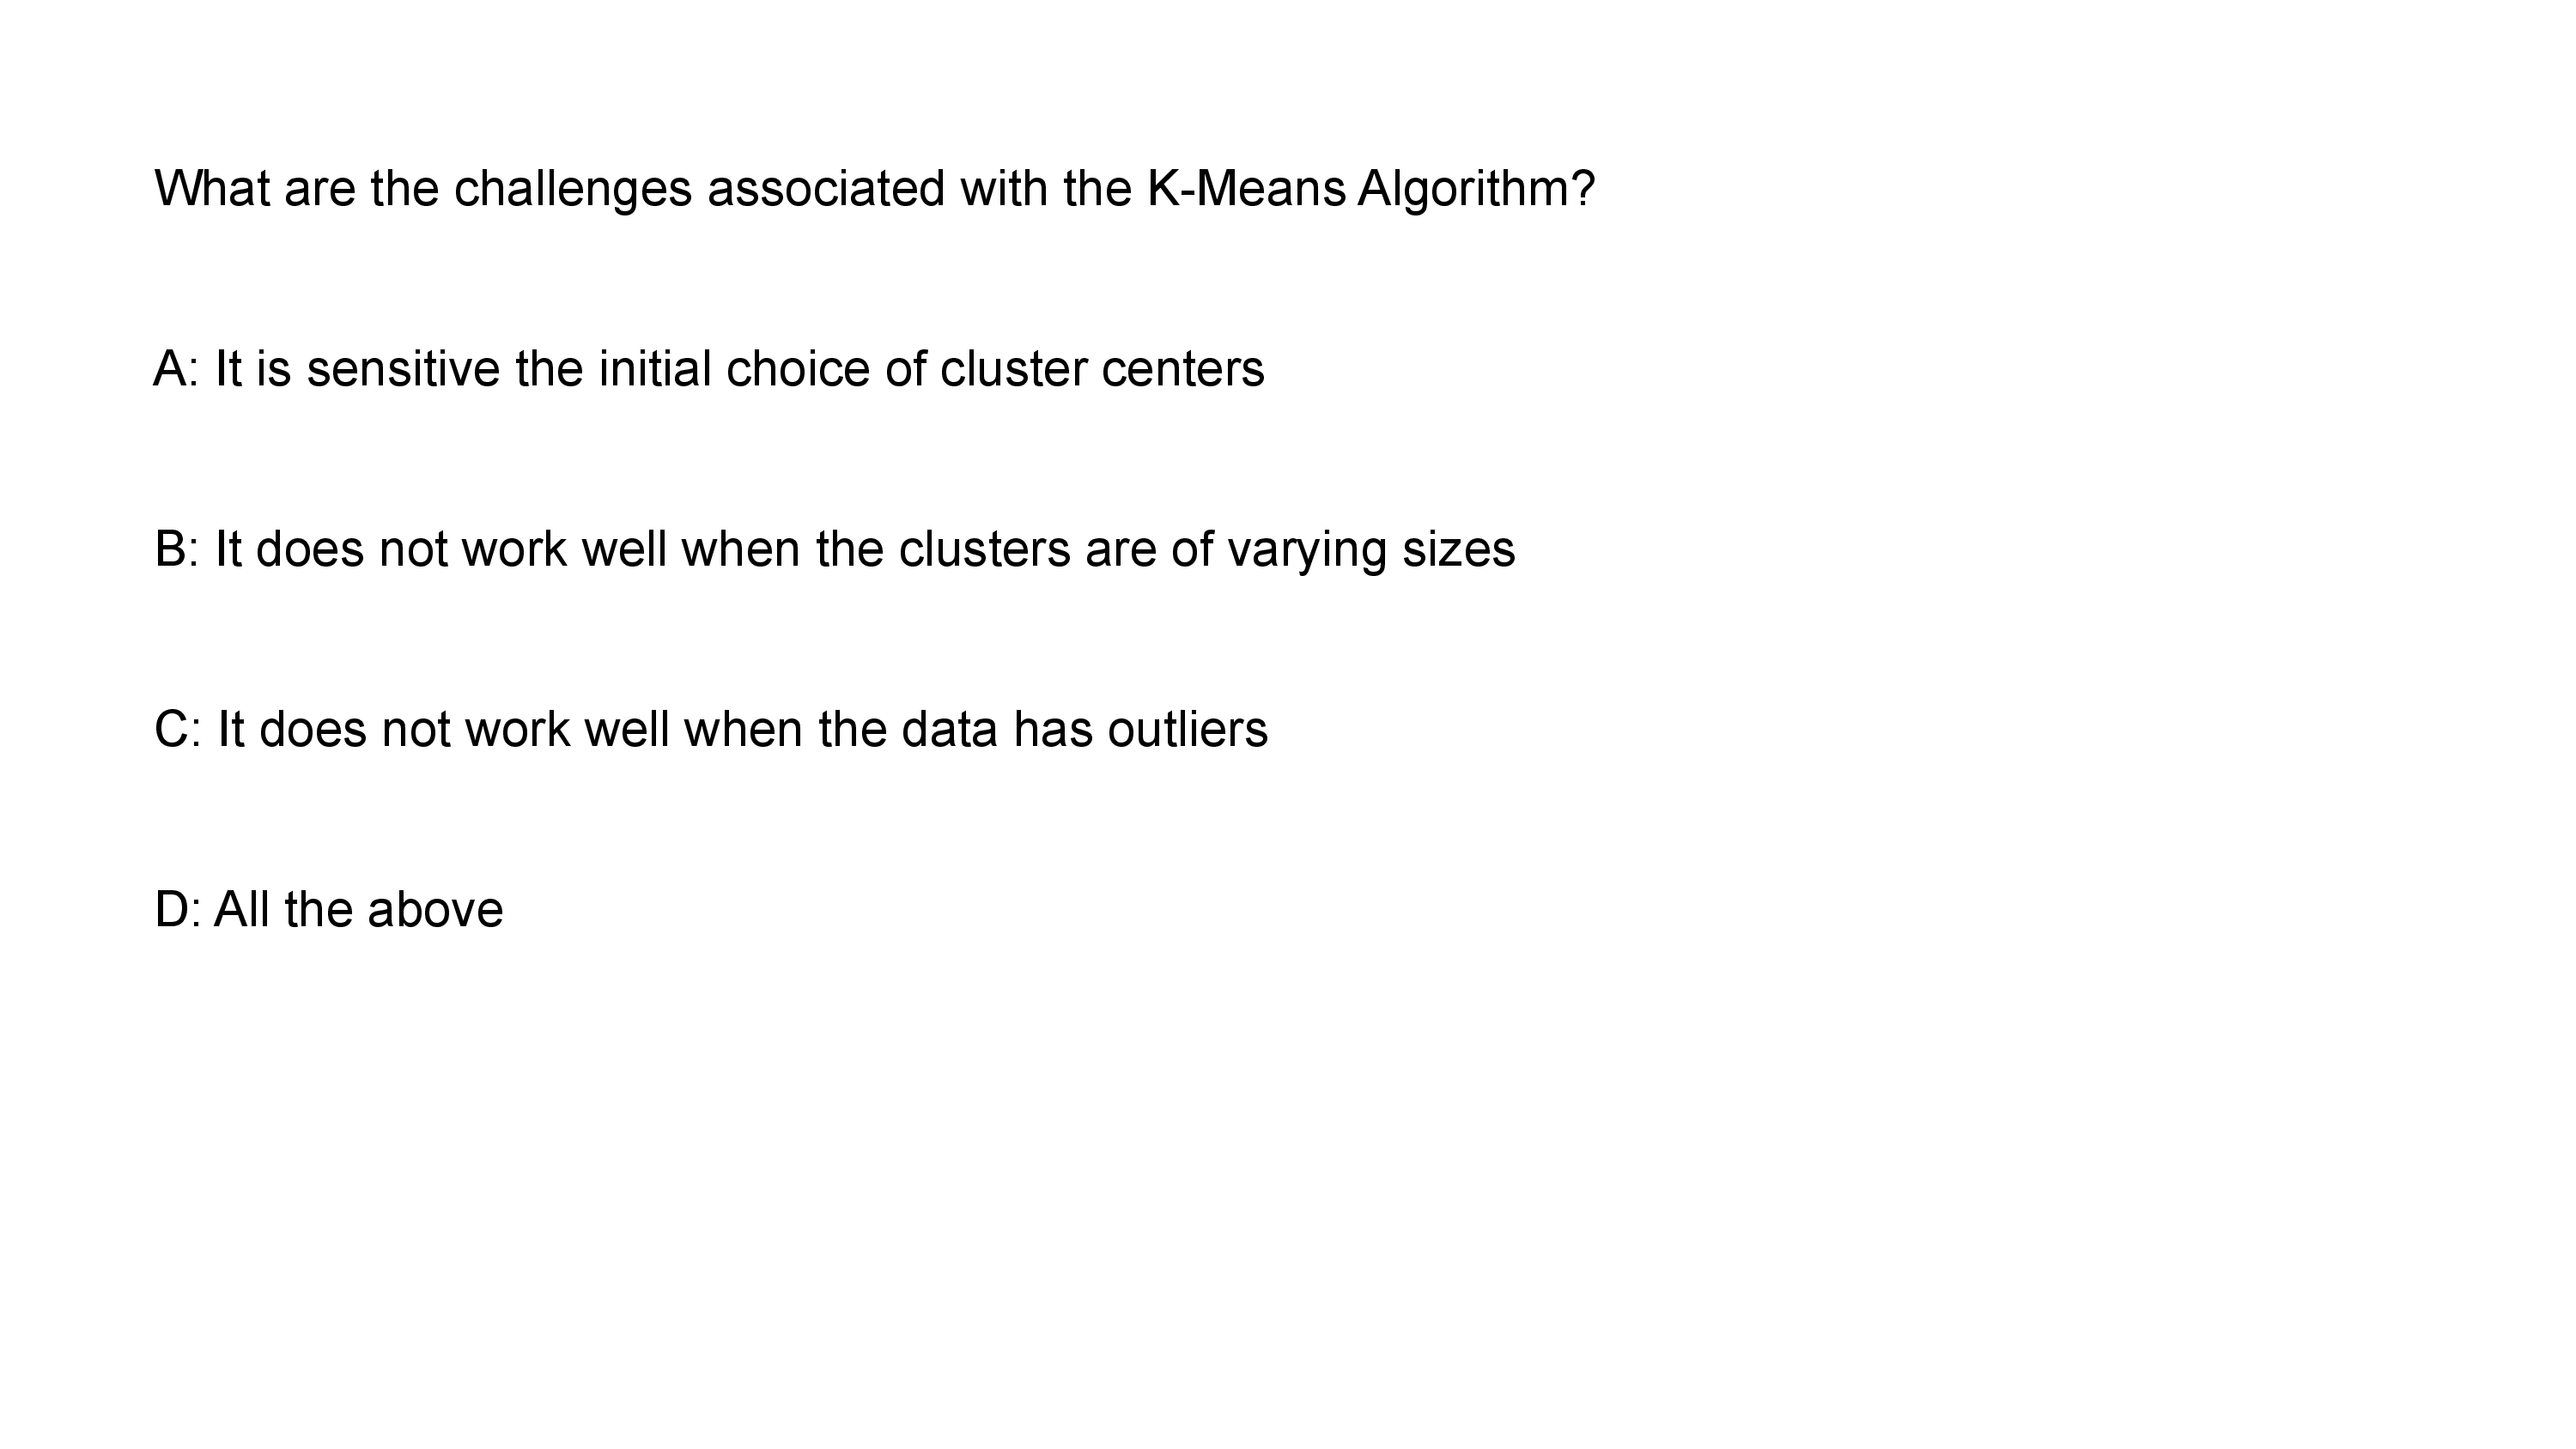 What are the challenges associated with the K-Means Algorithm?
A: It is sensitive the initial choice of cluster centers
B: It does not work well when the clusters are of varying sizes
C: It does not work well when the data has outliers
D: All the above